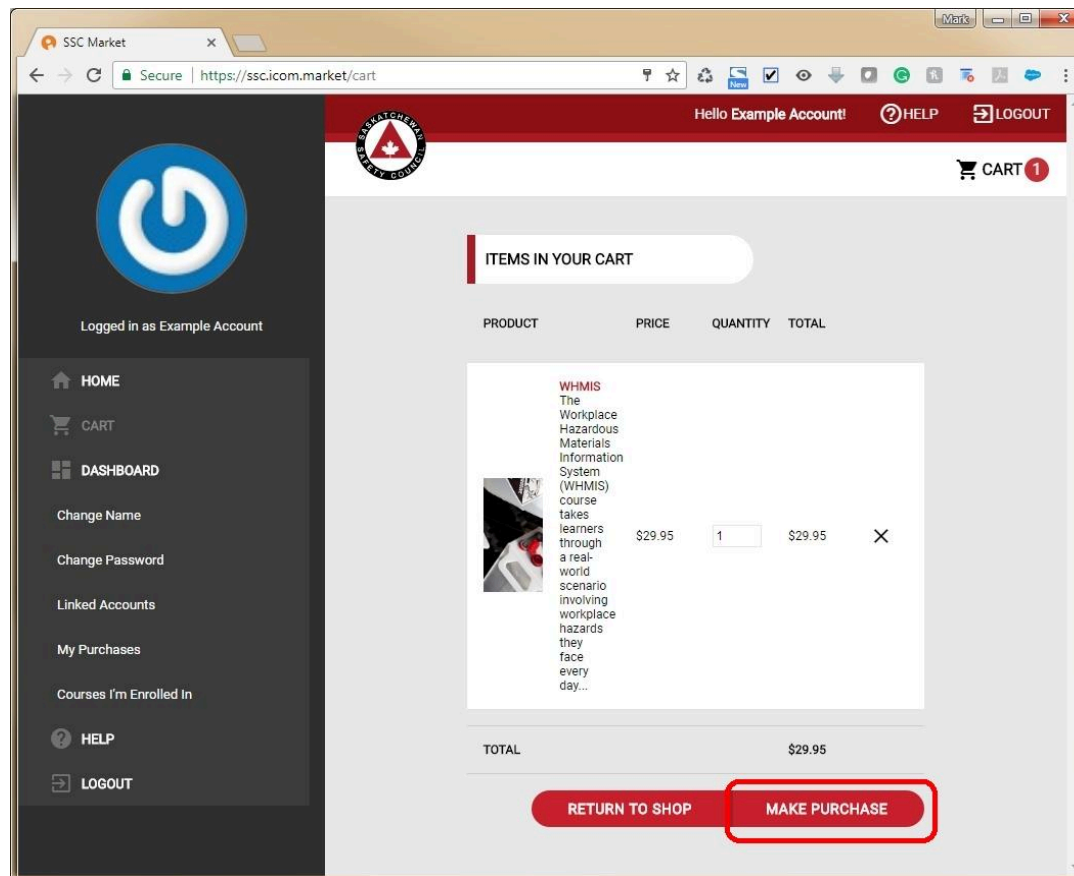 Mark
SSC Market
Secure | https://ssc.icom.market/cart
New
Hello Example Account!
HELP
LOGOUT
SASKATCHEWAN
SAFETY COUNCIL
CART 1
Logged in as Example Account
HOME
CART
DASHBOARD
Change Name
Change Password
Linked Accounts
My Purchases
Courses I'm Enrolled In
HELP
LOGOUT
ITEMS IN YOUR CART
PRODUCT PRICE QUANTITY TOTAL
WHMIS
The
Workplace
Hazardous
Materials
Information
System
(WHMIS)
course
takes
learners
through
a real-
world
scenario
involving
workplace
hazards
they
face
every
day...
$29.95 1 $29.95
TOTAL $29.95
RETURN TO SHOP MAKE PURCHASE